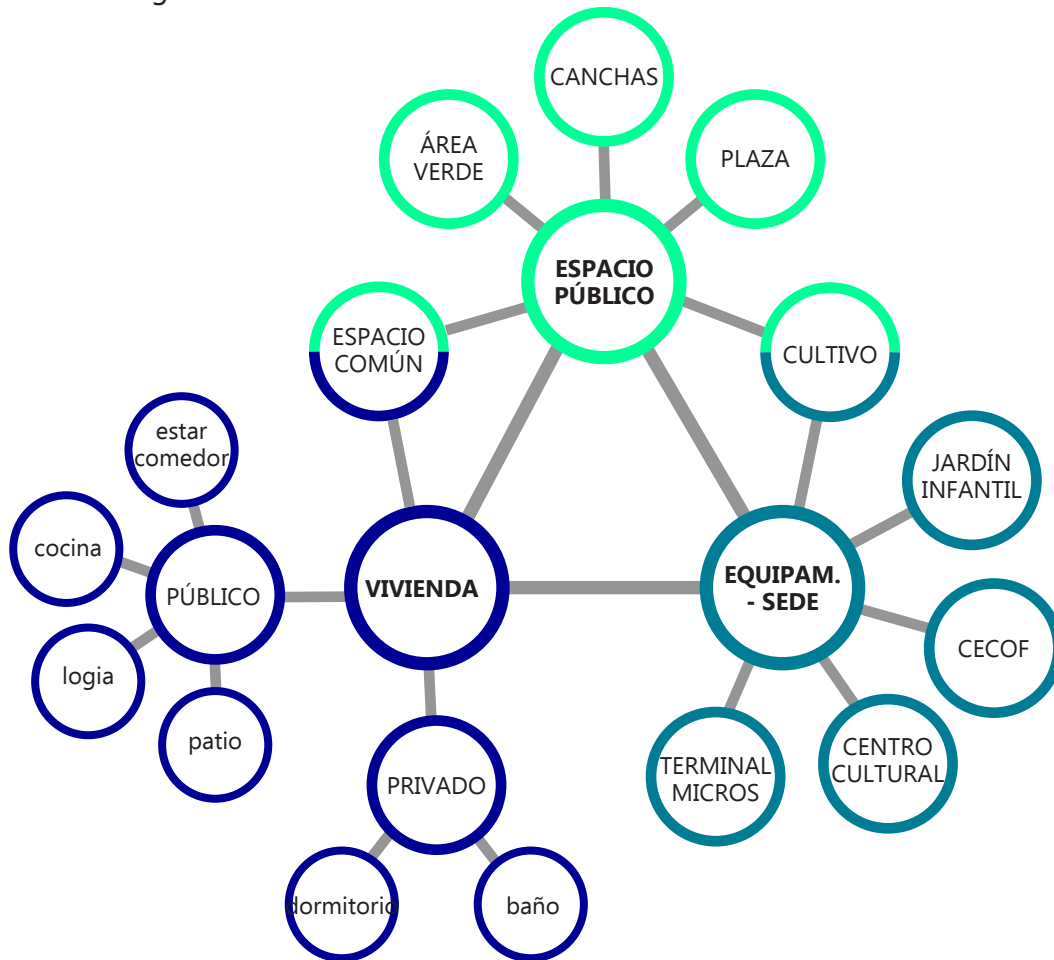 CANCHAS
ÁREA
VERDE
PLAZA
ESPACIO
PÚBLICO
ESPACIO
COMÚN
CULTIVO
estar
comedor
JARDÍN
INFANTIL
cocina
PÚBLICO
VIVIENDA
EQUIPAM.
- SEDE
logia
CECOF
patio
PRIVADO
TERMINAL
MICROS
CENTRO
CULTURAL
dormitorio
baño